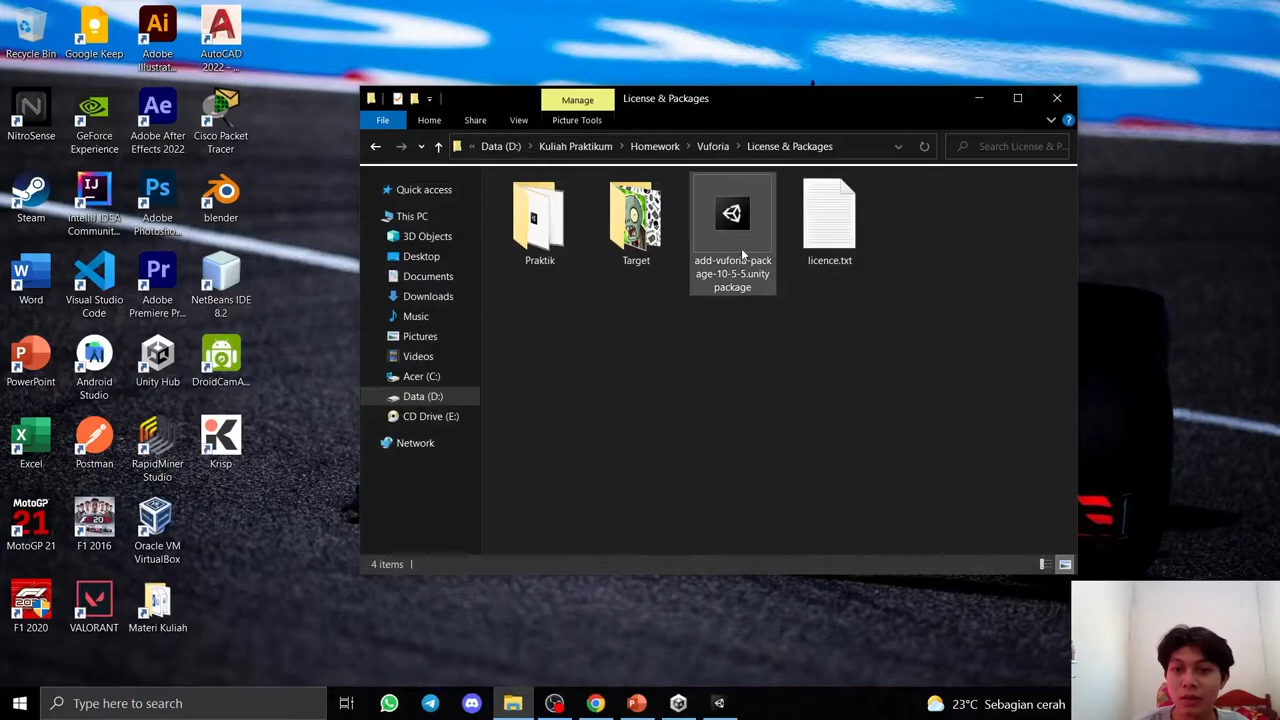 Recycle Bin
Google Keep
Adobe
Illustrat...
AutoCAD
2022 - ...
NitroSense
GeForce
Experience
Adobe After
Effects 2022
Cisco Packet
Tracer
Steam
IntelliJ IDEA
Communit...
Adobe
Photosho...
blender
Word
Visual Studio
Code
Adobe
Premiere Pr...
NetBeans IDE
8.2
PowerPoint
Android
Studio
Unity Hub
DroidCamA...
Excel
Postman
RapidMiner
Studio
Krisp
MotoGP 21
F1 2016
Oracle VM
VirtualBox
F1 2020
VALORANT
Materi Kuliah
Manage
License & Packages
File
Home
Share
View
Picture Tools
« Data (D:) > Kuliah Praktikum > Homework > Vuforia > License & Packages
Search License & P...
Quick access
This PC
3D Objects
Desktop
Documents
Downloads
Music
Pictures
Videos
Acer (C:)
Data (D:)
CD Drive (E:)
Network
Praktik
Target
add-vuforia-pack
age-10-5-5.unity
package
licence.txt
4 items
Type here to search
23°C Sebagian cerah